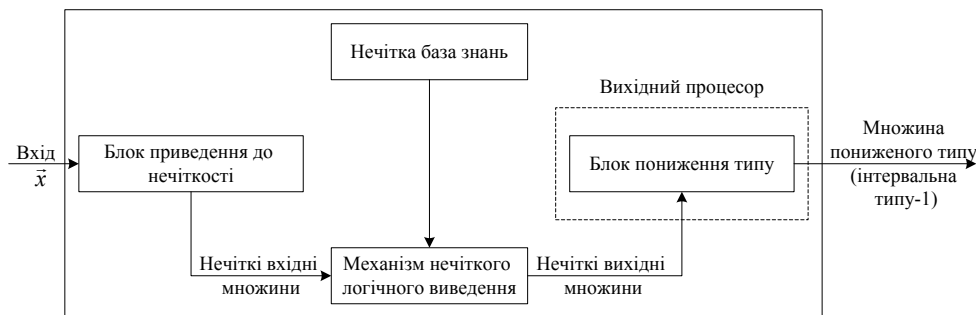 Нечітка база знань
Вихідний процесор
Вхід
x⃗
Блок приведення до
нечіткості
Блок пониження типу
Множина
пониженого типу
(інтервальна
типу-1)
Нечіткі вхідні
множини
Механізм нечіткого
логічного виведення
Нечіткі вихідні
множини